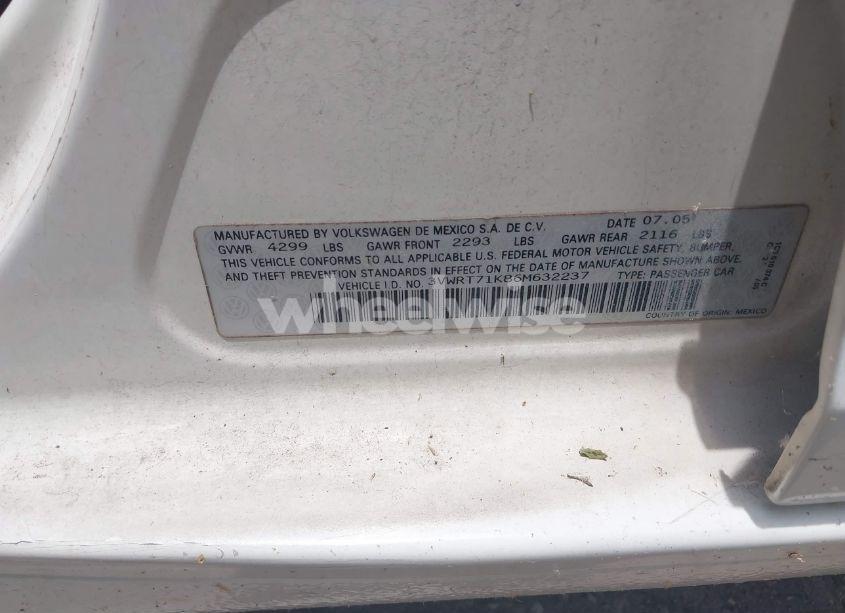 MANUFACTURED BY VOLKSWAGEN DE MEXICO S.A. DE C.V. DATE 07.05
GVWR 4299 LBS GAWR FRONT 2293 LBS GAWR REAR 2116 LBS
THIS VEHICLE CONFORMS TO ALL APPLICABLE U.S. FEDERAL MOTOR VEHICLE SAFETY, BUMPER,
AND THEFT PREVENTION STANDARDS IN EFFECT ON THE DATE OF MANUFACTURE SHOWN ABOVE.
VEHICLE I.D. NO. 3VWRT71K86M632237 TYPE: PASSENGER CAR
COUNTRY OF ORIGIN: MEXICO
wheelwise